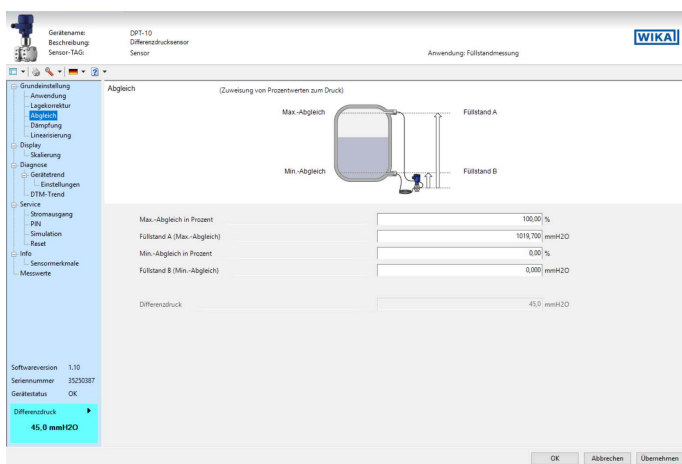 Gerätename: DPT-10
Beschreibung: Differenzdrucksensor
Sensor-TAG: Sensor
Anwendung: Füllstandmessung
WIKA
Grundeinstellung
Anwendung
Lagekorrektur
Abgleich
Dämpfung
Linearisierung
Display
Skalierung
Diagnose
Gerätetrend
Einstellungen
DTM-Trend
Service
Stromausgang
PIN
Simulation
Reset
Info
Sensormerkmale
Messwerte
Softwareversion 1.10
Seriennummer 35250387
Gerätestatus OK
Differenzdruck
45,0 mmH2O
Abgleich (Zuweisung von Prozentwerten zum Druck)
Max.-Abgleich Füllstand A
Min.-Abgleich Füllstand B
Max.-Abgleich in Prozent 100,00 %
Füllstand A (Max.-Abgleich) 1019,700 mmH2O
Min.-Abgleich in Prozent 0,00 %
Füllstand B (Min.-Abgleich) 0,000 mmH2O
Differenzdruck 45,0 mmH2O
OK Abbrechen Übernehmen